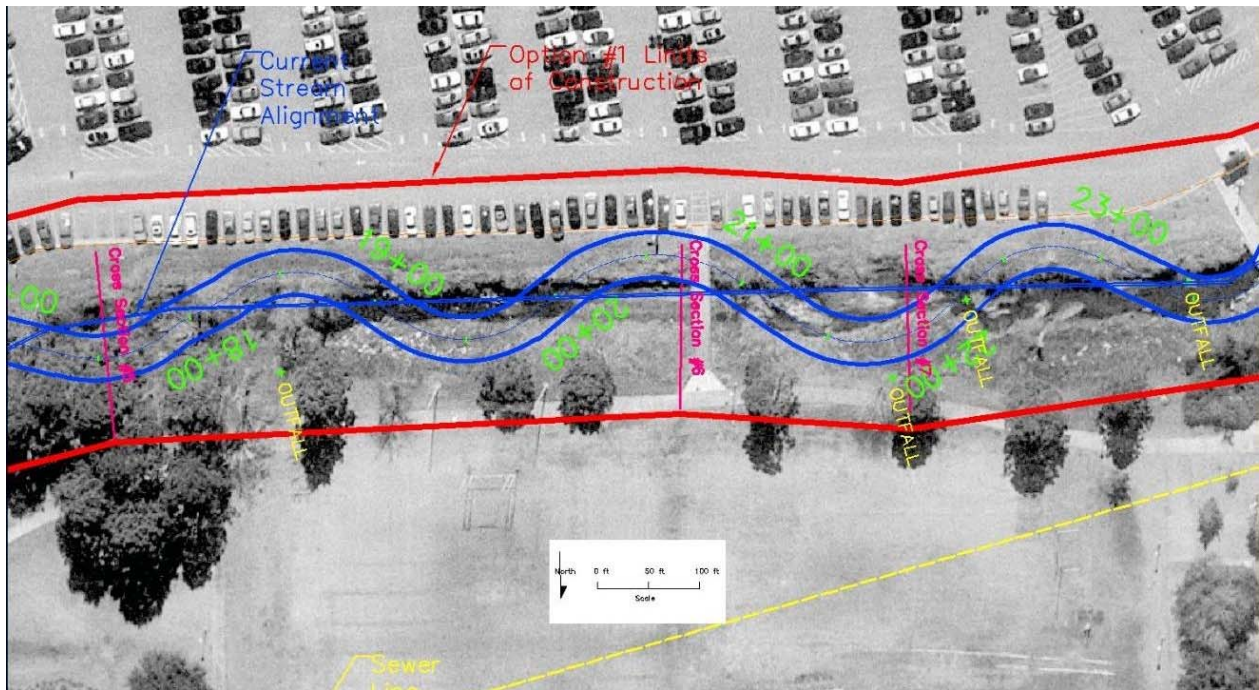 Current
Stream
Alignment
Option #1 Limits
of Construction
+00
18+00
19+00
20+00
21+00
23+00
Cross Section
Cross Section #6
Cross Section #7
OUTFALL
OUTFALL
OUTFALL
OUTFALL
North
0 ft 50 ft 100 ft
Scale
Sewer
Line